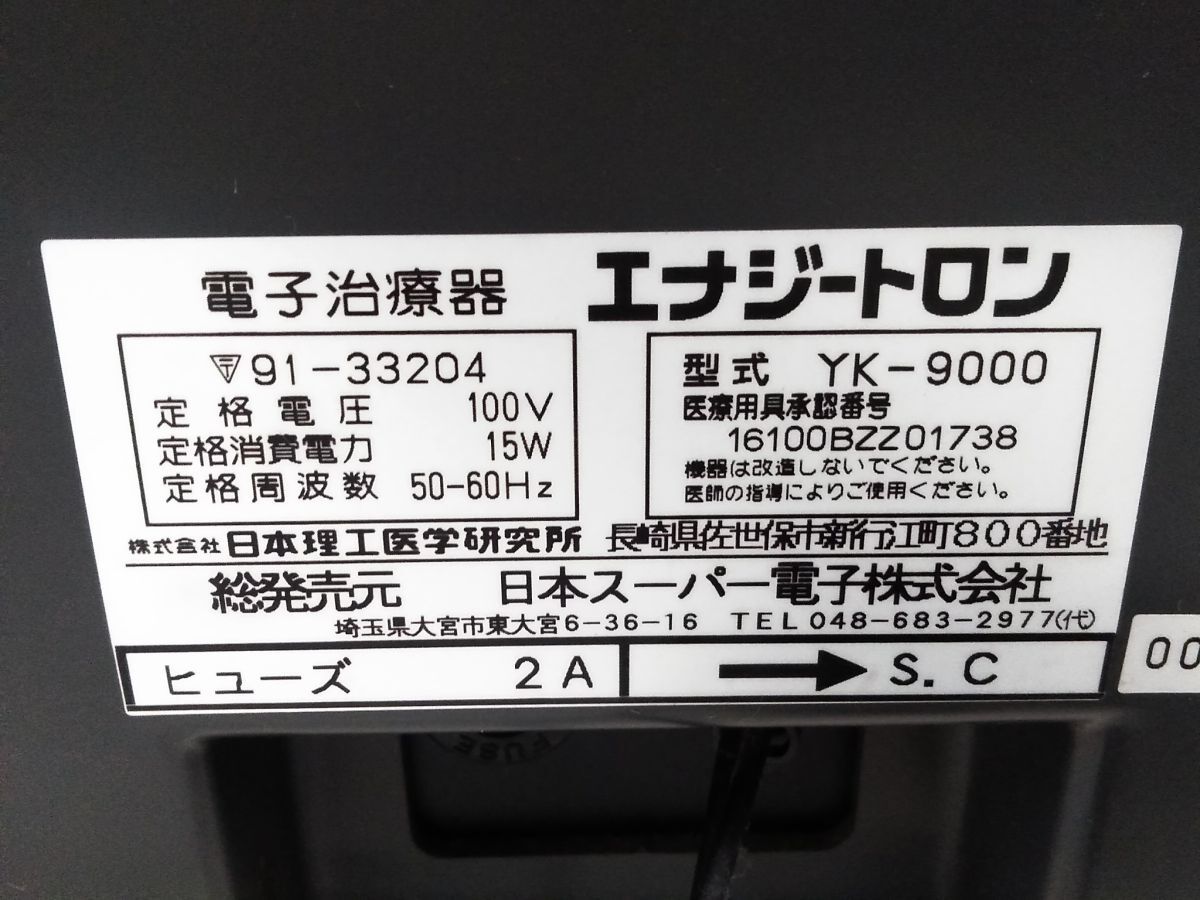 電子治療器 エナジートロン
91-33204
定格電圧 100V
定格消費電力 15W
定格周波数 50-60Hz
型式 YK-9000
医療用具承認番号
16100BZZ01738
機器は改造しないでください。
医師の指導によりご使用ください。
株式会社 日本理工医学研究所 長崎県佐世保市新行江町800番地
総発売元 日本スーパー電子株式会社
埼玉県大宮市東大宮6-36-16 TEL048-683-2977(代)
ヒューズ 2A
→ S.C
00
FUSE